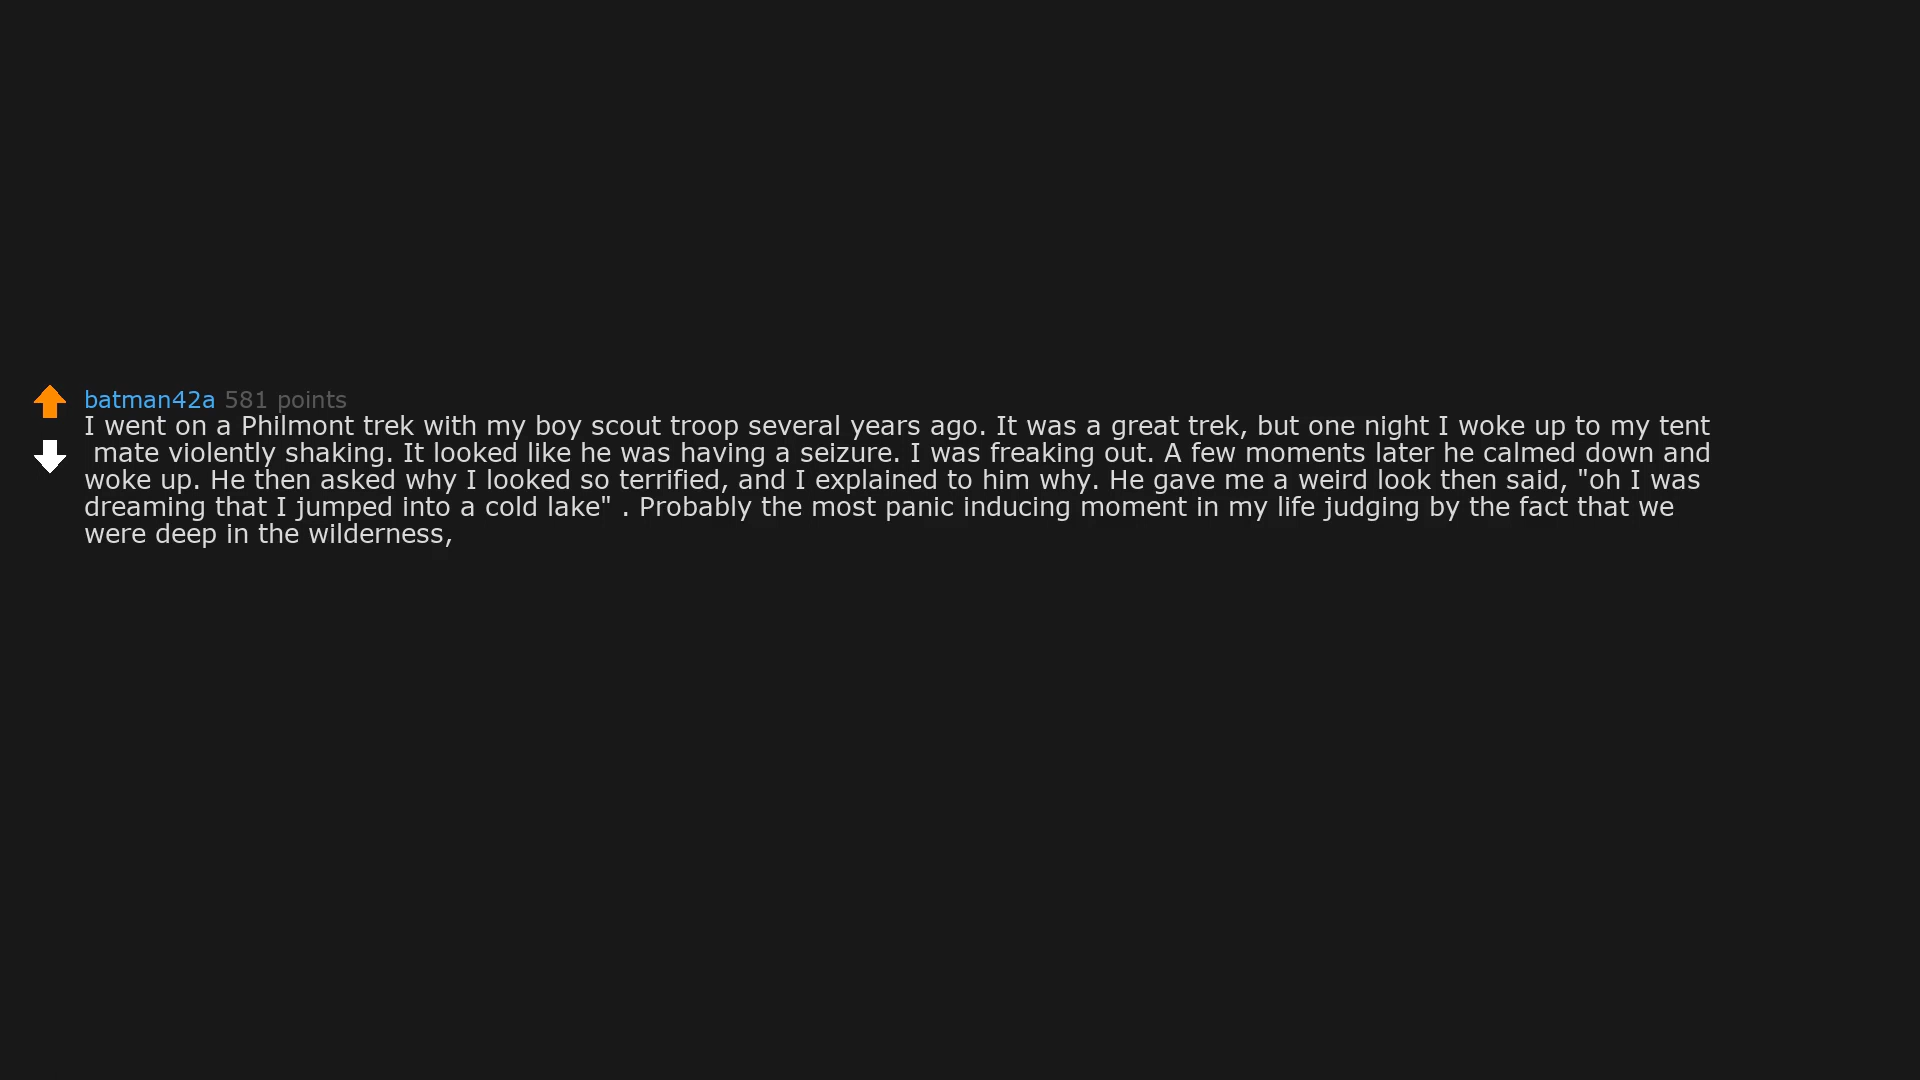 batman42a 581 points
I went on a Philmont trek with my boy scout troop several years ago. It was a great trek, but one night I woke up to my tent
mate violently shaking. It looked like he was having a seizure. I was freaking out. A few moments later he calmed down and
woke up. He then asked why I looked so terrified, and I explained to him why. He gave me a weird look then said, "oh I was
dreaming that I jumped into a cold lake" . Probably the most panic inducing moment in my life judging by the fact that we
were deep in the wilderness,